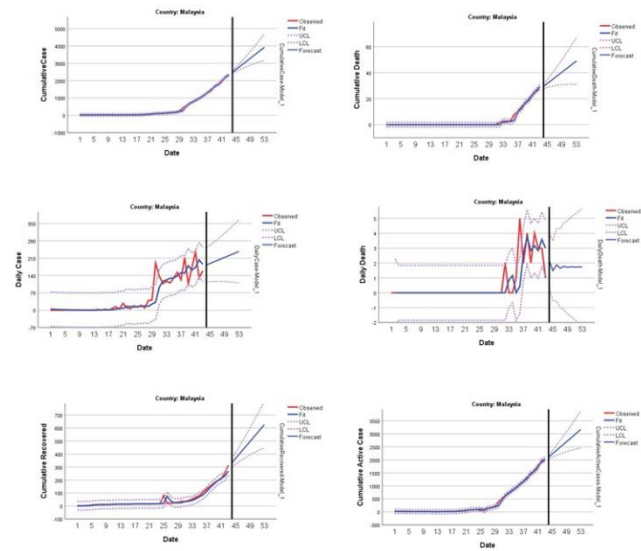 Country: Malaysia
Cumulative Case
5000
4000
3000
2000
1000
0
-1000
1 5 9 13 17 21 25 29 33 37 41 45 49 53
Date
Observed
Fit
UCL
LCL
Forecast
CumulativeCase-Model_1
Country: Malaysia
Cumulative Death
60
40
20
0
1 5 9 13 17 21 25 29 33 37 41 45 49 53
Date
Observed
Fit
UCL
LCL
Forecast
CumulativeDeath-Model_1
Country: Malaysia
Daily Case
350
280
210
140
70
0
-70
1 5 9 13 17 21 25 29 33 37 41 45 49 53
Date
Observed
Fit
UCL
LCL
Forecast
DailyCase-Model_1
Country: Malaysia
Daily Death
5
4
3
2
1
0
-1
-2
1 5 9 13 17 21 25 29 33 37 41 45 49 53
Date
Observed
Fit
UCL
LCL
Forecast
DailyDeath-Model_1
Country: Malaysia
Cumulative Recovered
700
600
500
400
300
200
100
0
-100
1 5 9 13 17 21 25 29 33 37 41 45 49 53
Date
Observed
Fit
UCL
LCL
Forecast
CumulativeRecovered-Model_1
Country: Malaysia
Cumulative Active Case
3500
3000
2500
2000
1500
1000
500
0
-500
1 5 9 13 17 21 25 29 33 37 41 45 49 53
Date
Observed
Fit
UCL
LCL
Forecast